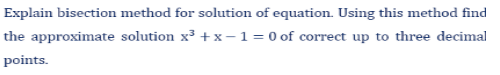 Explain bisection method for solution of equation. Using this method find
the approximate solution x³ + x – 1 = 0 of correct up to three decimal
points.